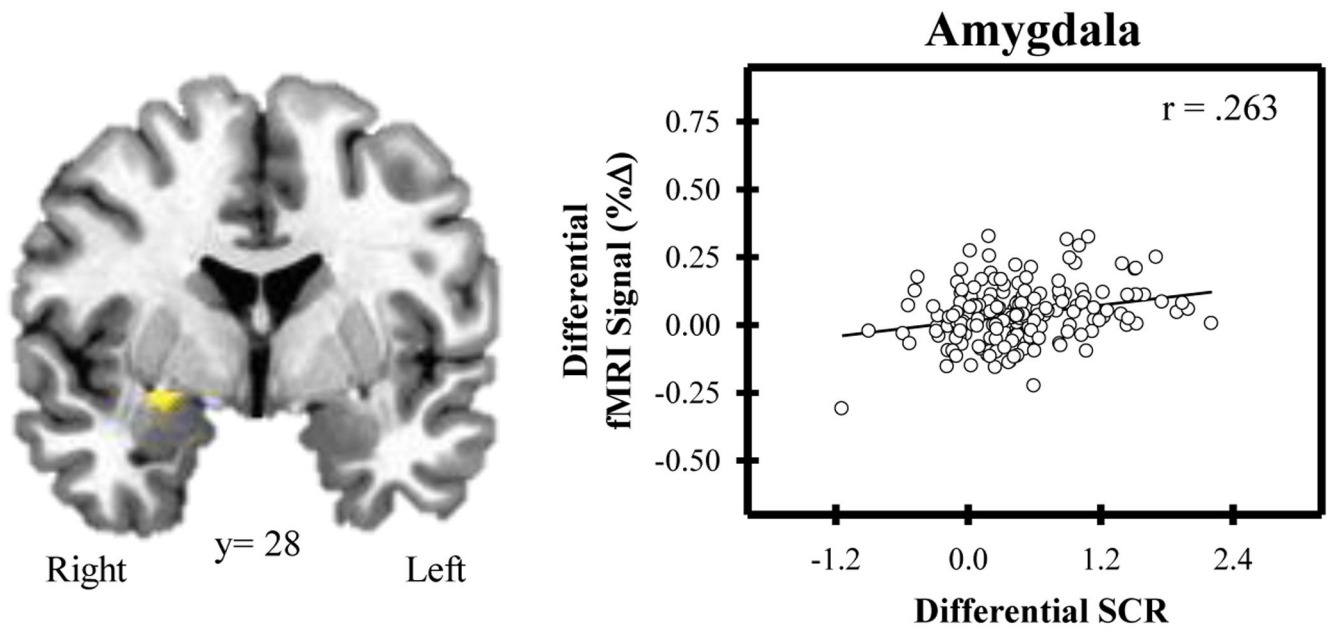 Right
y= 28
Left
Amygdala
r = .263
Differential
fMRI Signal (%Δ)
0.75
0.50
0.25
0.00
-0.25
-0.50
-1.2 0.0 1.2 2.4
Differential SCR